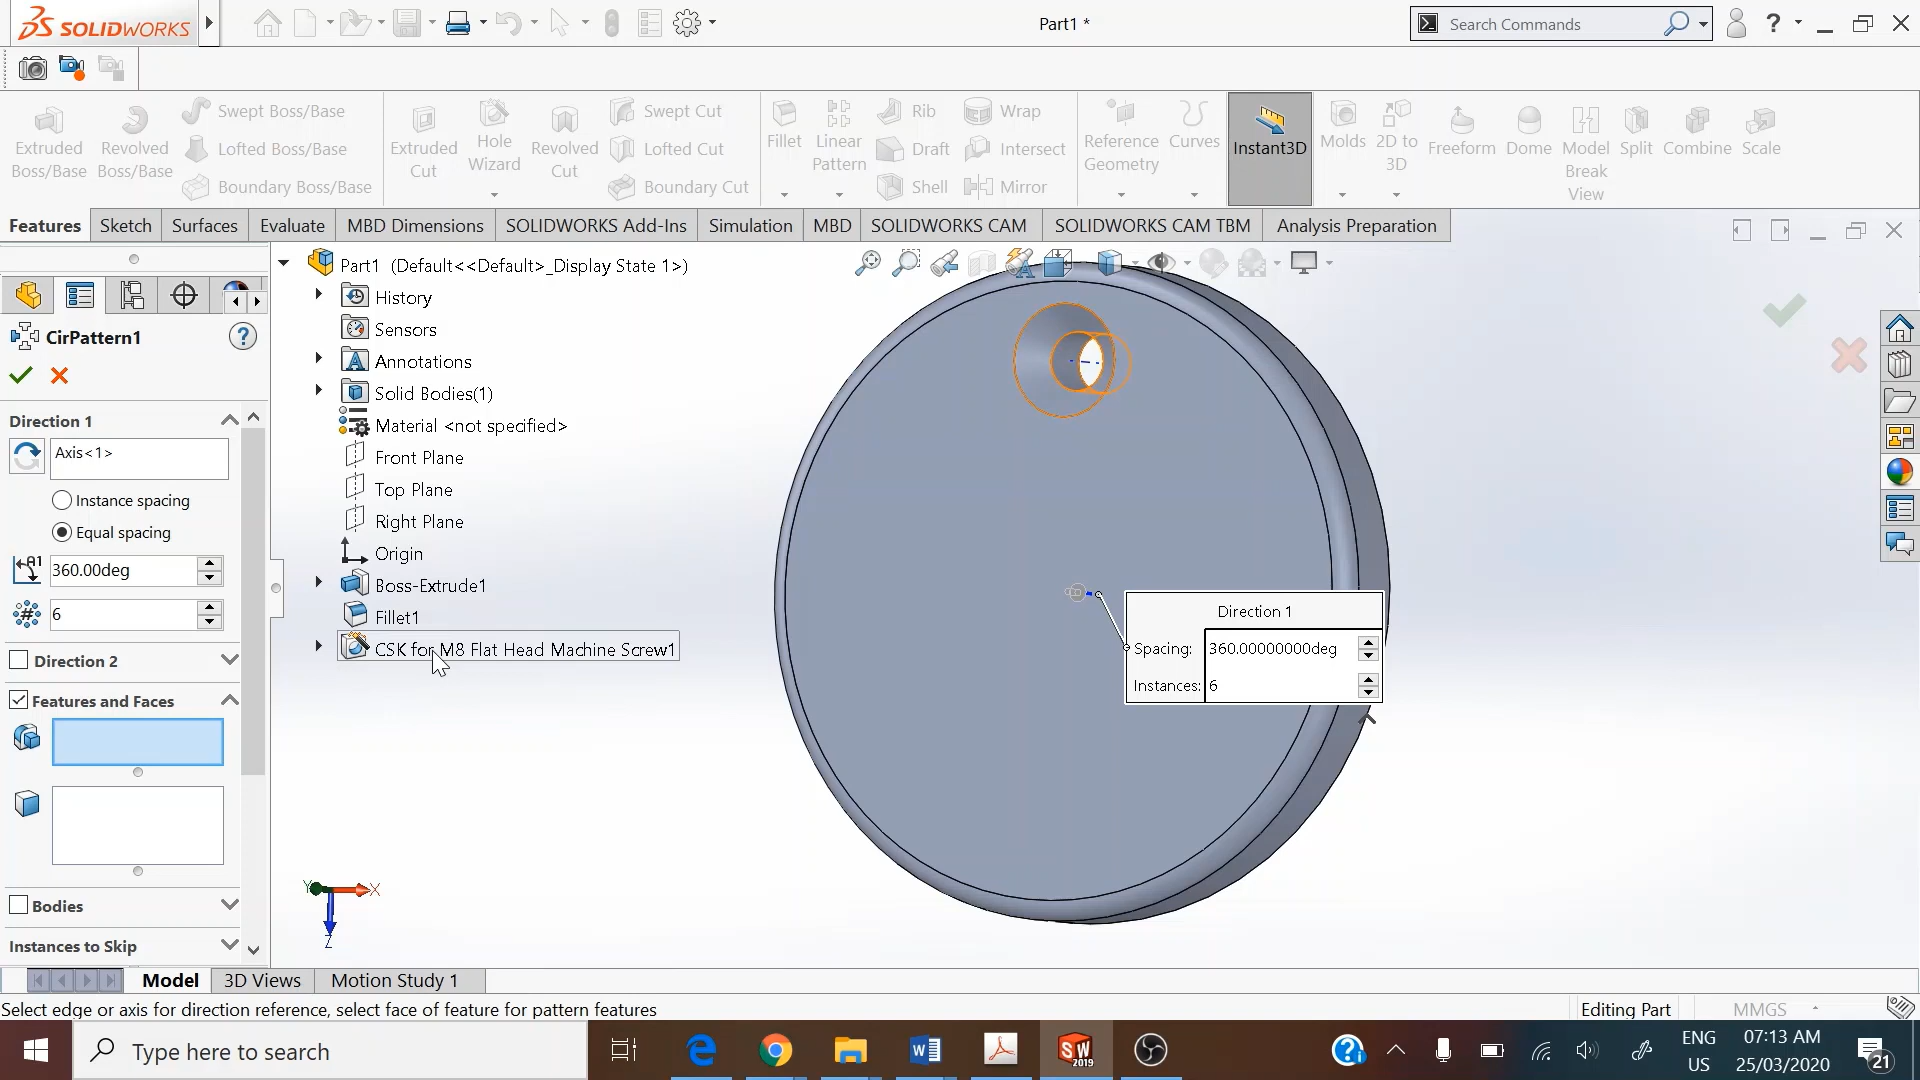 SOLIDWORKS
Part1 *
Search Commands
?
Extruded Boss/Base
Revolved Boss/Base
Swept Boss/Base
Lofted Boss/Base
Boundary Boss/Base
Extruded Cut
Hole Wizard
Revolved Cut
Swept Cut
Lofted Cut
Boundary Cut
Fillet
Linear Pattern
Rib
Draft
Shell
Wrap
Intersect
Mirror
Reference Geometry
Curves
Instant3D
Molds
2D to 3D
Freeform
Dome
Model Break View
Split
Combine
Scale
Features
Sketch
Surfaces
Evaluate
MBD Dimensions
SOLIDWORKS Add-Ins
Simulation
MBD
SOLIDWORKS CAM
SOLIDWORKS CAM TBM
Analysis Preparation
CirPattern1
?
Direction 1
Axis<1>
Instance spacing
Equal spacing
360.00deg
6
Direction 2
Features and Faces
Bodies
Instances to Skip
Part1 (Default<<Default>_Display State 1>)
History
Sensors
Annotations
Solid Bodies(1)
Material <not specified>
Front Plane
Top Plane
Right Plane
Origin
Boss-Extrude1
Fillet1
CSK for M8 Flat Head Machine Screw1
Direction 1
Spacing: 360.00000000deg
Instances: 6
Y
X
Z
Model
3D Views
Motion Study 1
Select edge or axis for direction reference, select face of feature for pattern features
Editing Part
MMGS
Type here to search
SW
2019
ENG
US
07:13 AM
25/03/2020
21